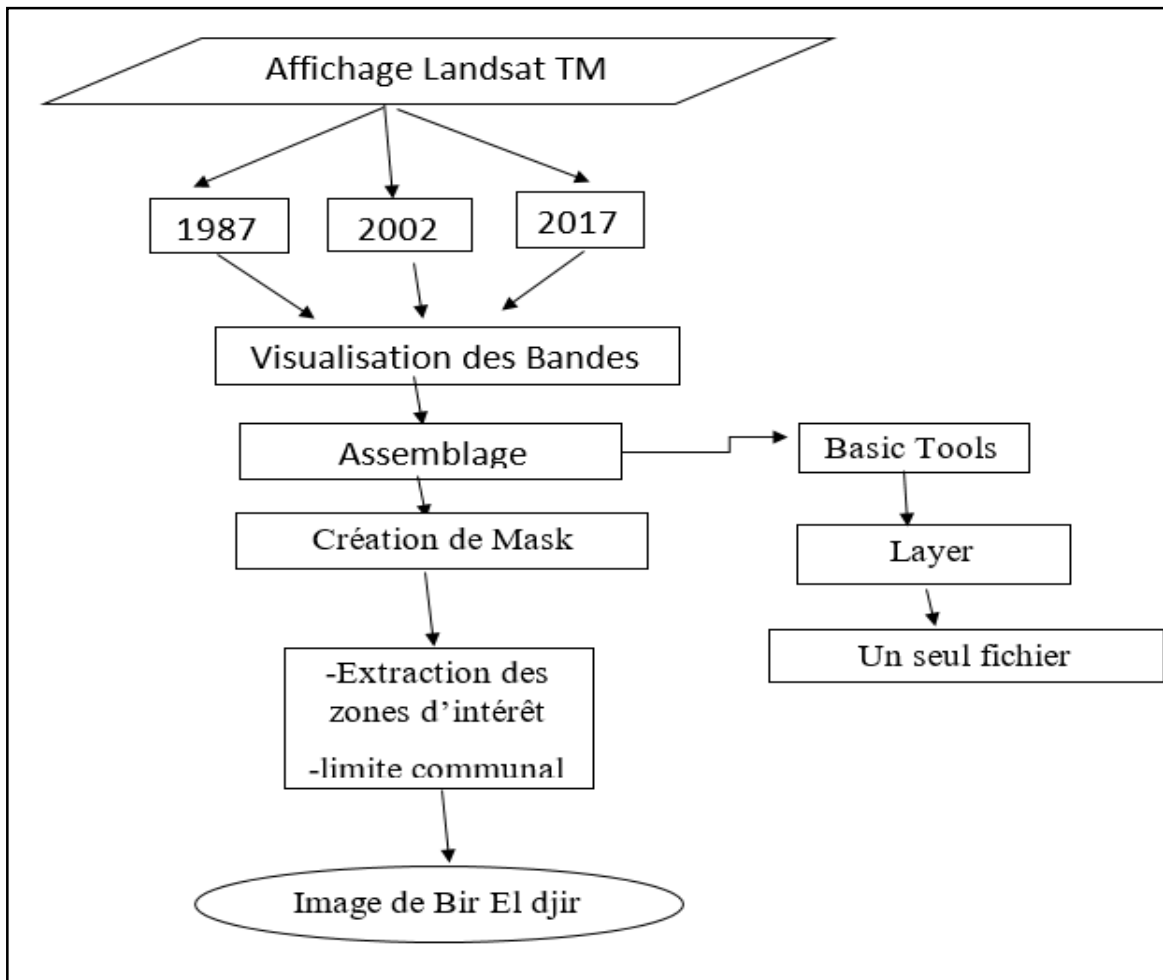 Affichage Landsat TM
1987
2002
2017
Visualisation des Bandes
Assemblage
Basic Tools
Création de Mask
Layer
Un seul fichier
-Extraction des
zones d’intérêt
-limite communal
Image de Bir El djir